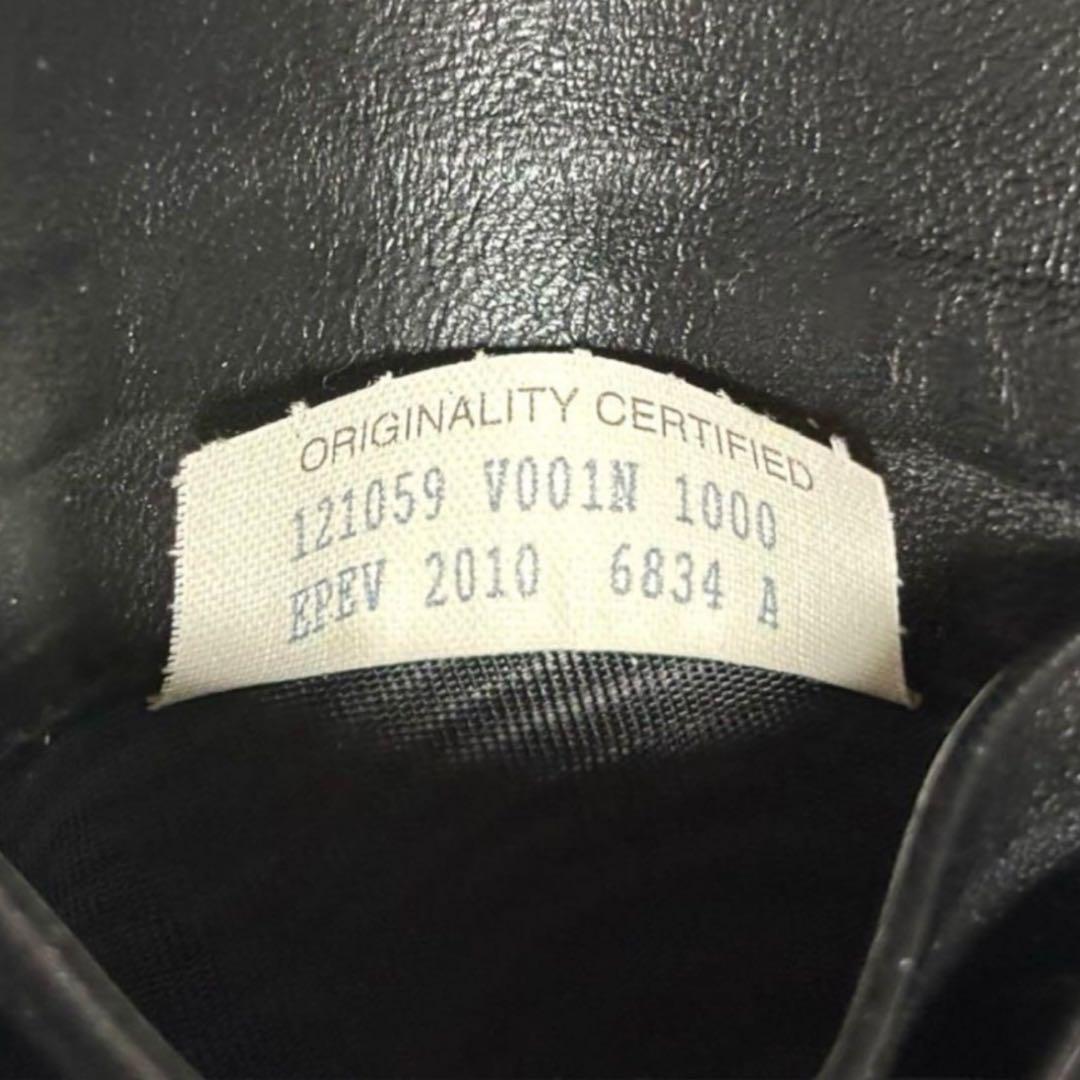 ORIGINALITY CERTIFIED
121059 V001N 1000
EPEV 2010 6834 A